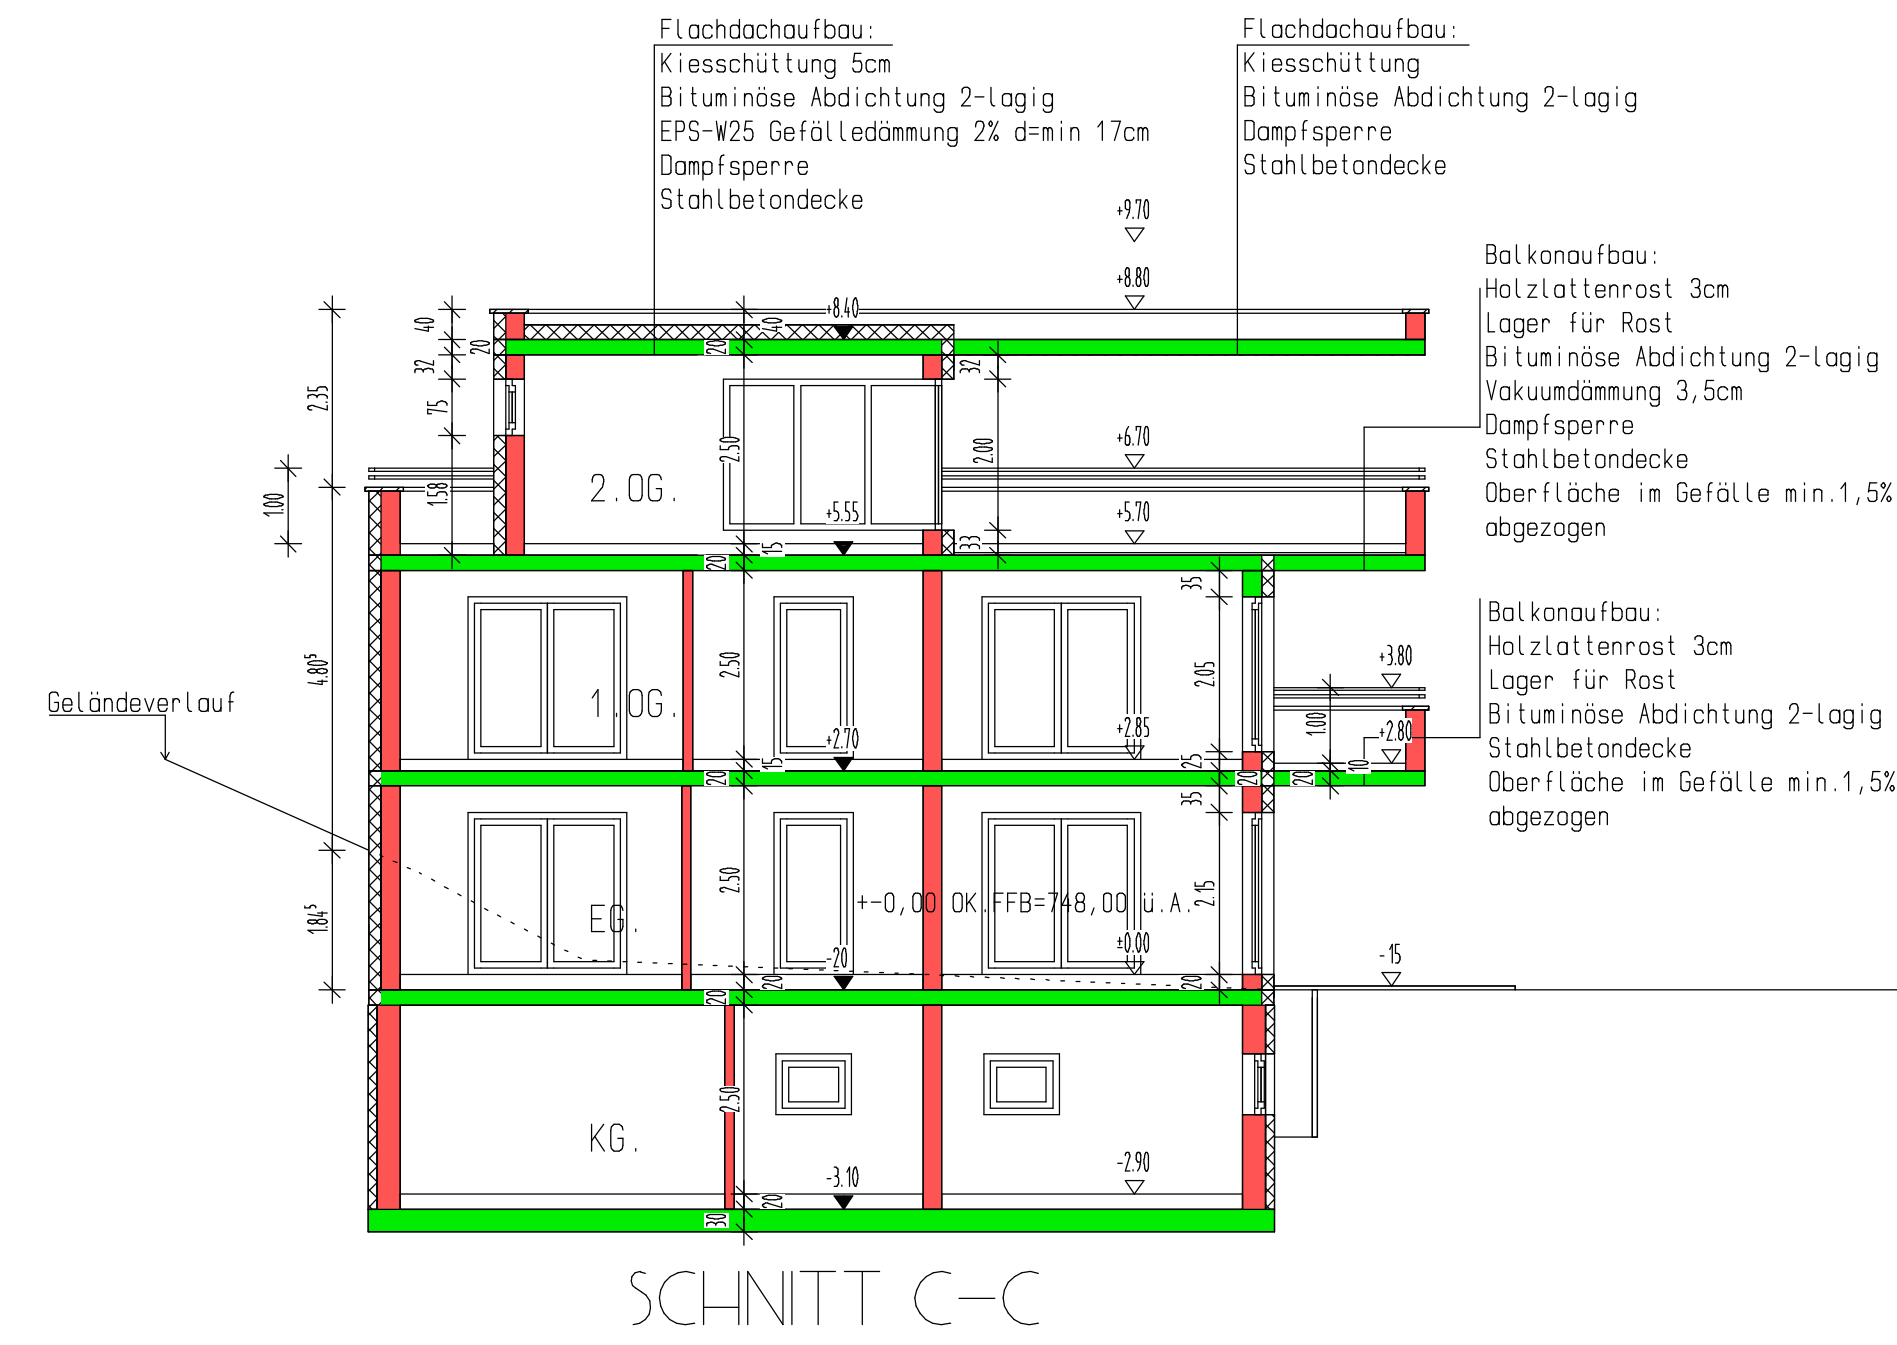 Flachdachaufbau:
Kiesschüttung 5cm
Bituminöse Abdichtung 2-lagig
EPS-W25 Gefälledämmung 2% d=min 17cm
Dampfsperre
Stahlbetondecke
Flachdachaufbau:
Kiesschüttung
Bituminöse Abdichtung 2-lagig
Dampfsperre
Stahlbetondecke
+9.70
+8.80
+8.40
Balkonaufbau:
Holzlattenrost 3cm
Lager für Rost
Bituminöse Abdichtung 2-lagig
Vakuumdämmung 3,5cm
Dampfsperre
Stahlbetondecke
Oberfläche im Gefälle min.1,5%
abgezogen
40
20
32
75
1.58
2.35
1.00
40
20
2.50
32
2.00
33
+6.70
2.OG.
+5.55
+5.70
15
20
Balkonaufbau:
Holzlattenrost 3cm
Lager für Rost
Bituminöse Abdichtung 2-lagig
Stahlbetondecke
Oberfläche im Gefälle min.1,5%
abgezogen
35
2.05
25
4.80⁵
2.50
+3.80
1.00
+2.80
10
Geländeverlauf
1.OG.
+2.70
+2.85
15
20
20
20
35
2.50
2.15
1.84⁵
+-0,00 OK.FFB=748,00 ü.A.
EG.
-20
±0.00
-15
20
20
20
2.50
KG.
-3.10
-2.90
20
30
SCHNITT C-C